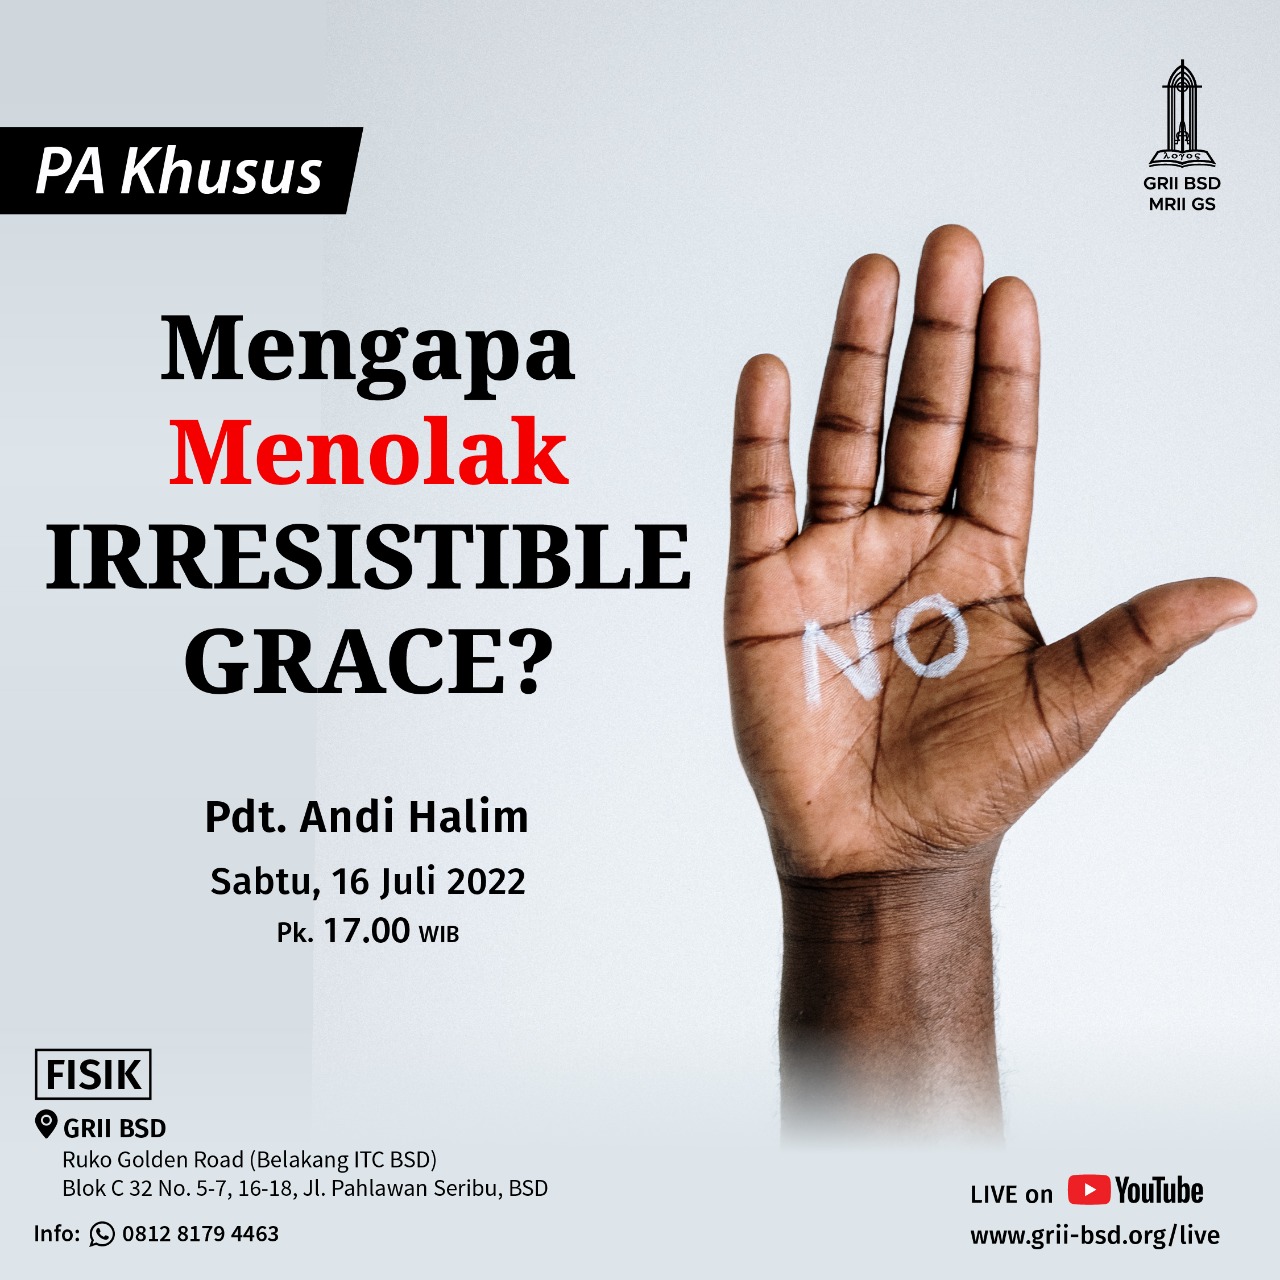 PA Khusus
λογος
GRII BSD
MRII GS
Mengapa
Menolak
IRRESISTIBLE
GRACE?
NO
Pdt. Andi Halim
Sabtu, 16 Juli 2022
Pk. 17.00 WIB
FISIK
GRII BSD
Ruko Golden Road (Belakang ITC BSD)
Blok C 32 No. 5-7, 16-18, Jl. Pahlawan Seribu, BSD
Info: 0812 8179 4463
LIVE on YouTube
www.grii-bsd.org/live